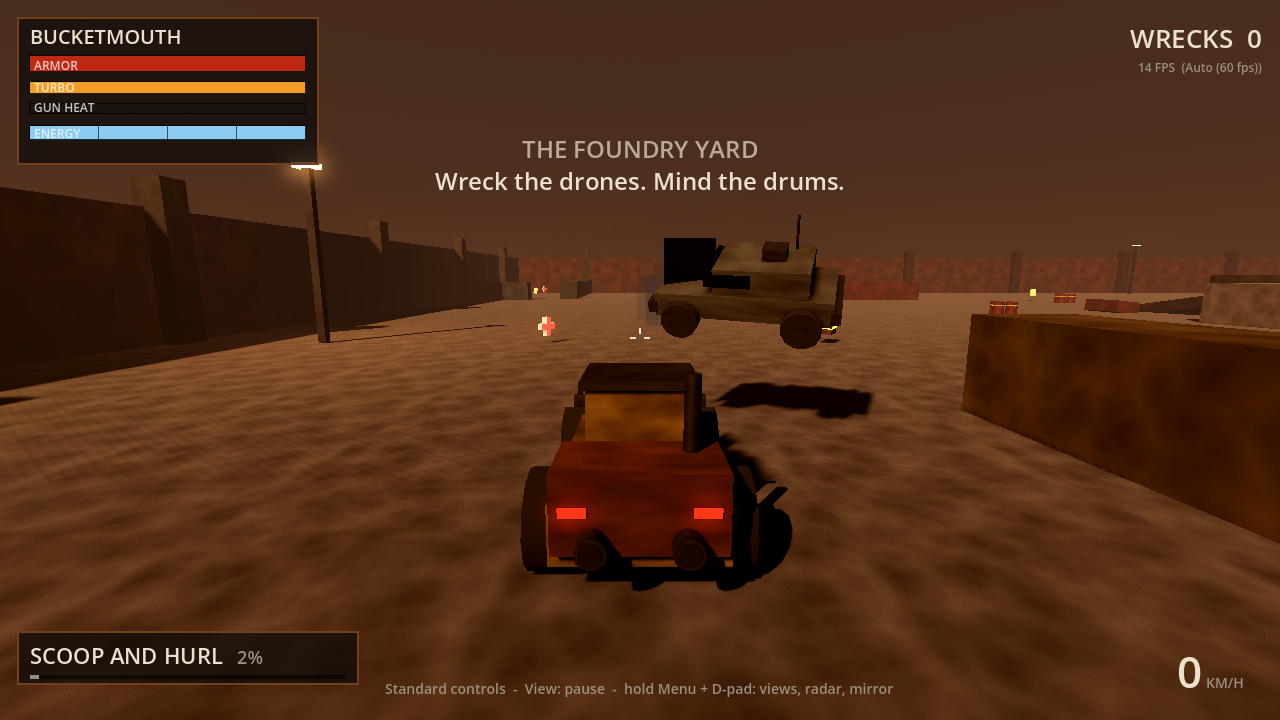 BUCKETMOUTH
ARMOR
TURBO
GUN HEAT
ENERGY
WRECKS 0
14 FPS (Auto (60 fps))
THE FOUNDRY YARD
Wreck the drones. Mind the drums.
SCOOP AND HURL 2%
Standard controls - View: pause - hold Menu + D-pad: views, radar, mirror
0 KM/H